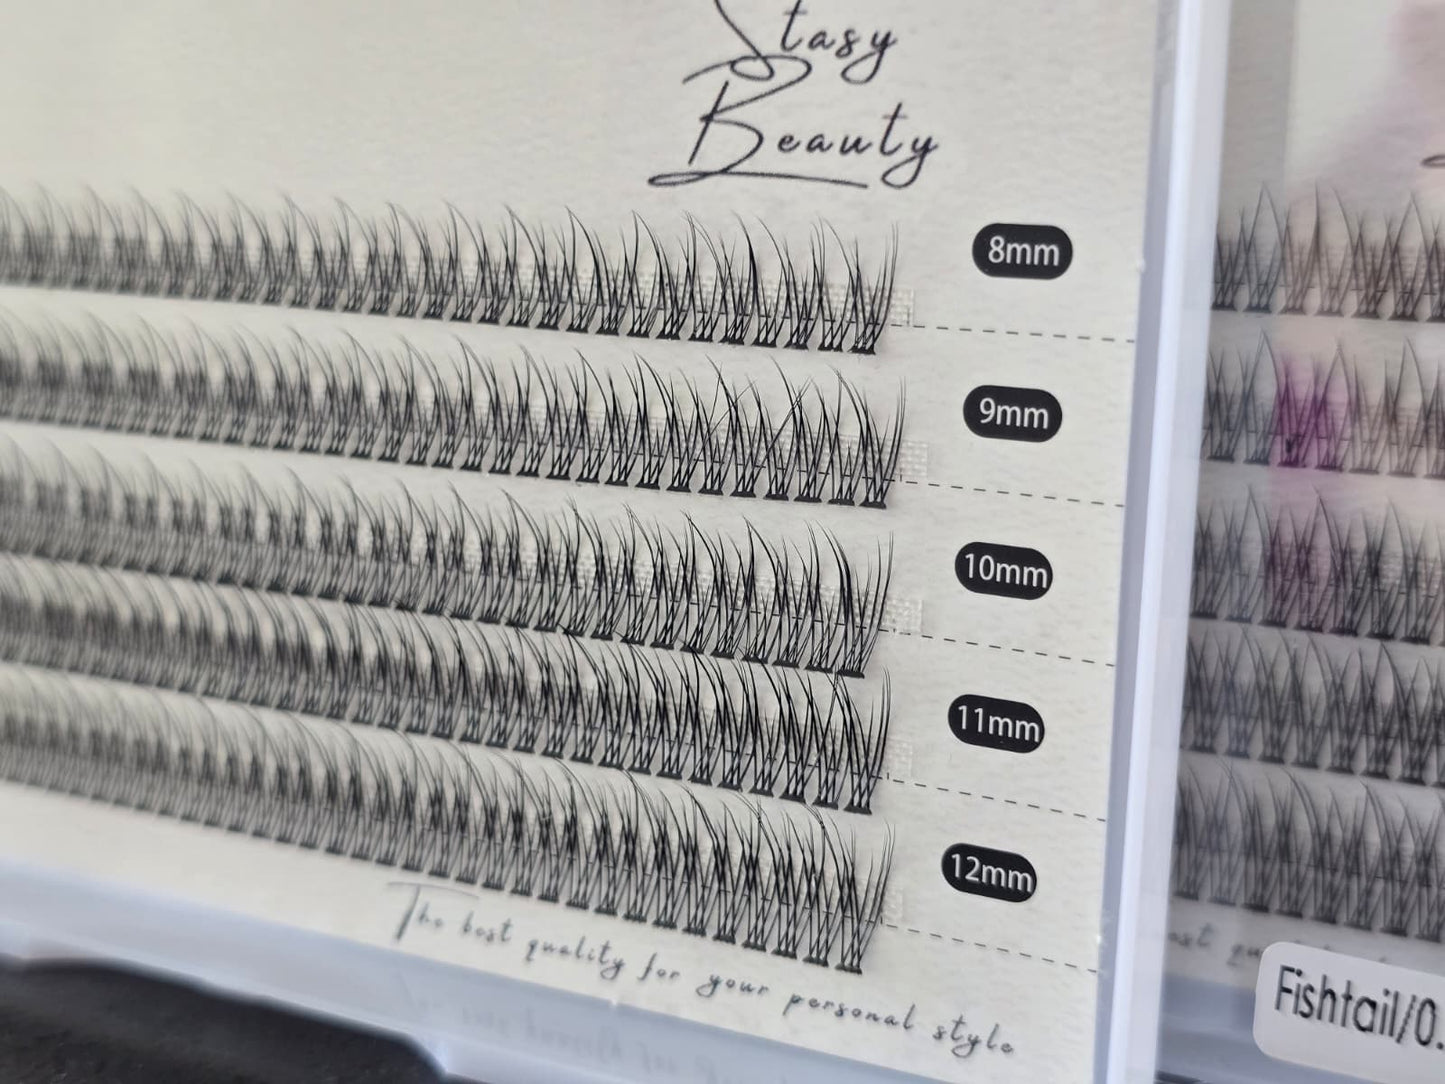 Stasy
Beauty
8mm
9mm
10mm
11mm
12mm
The best quality for your personal style
Fishtail/0.